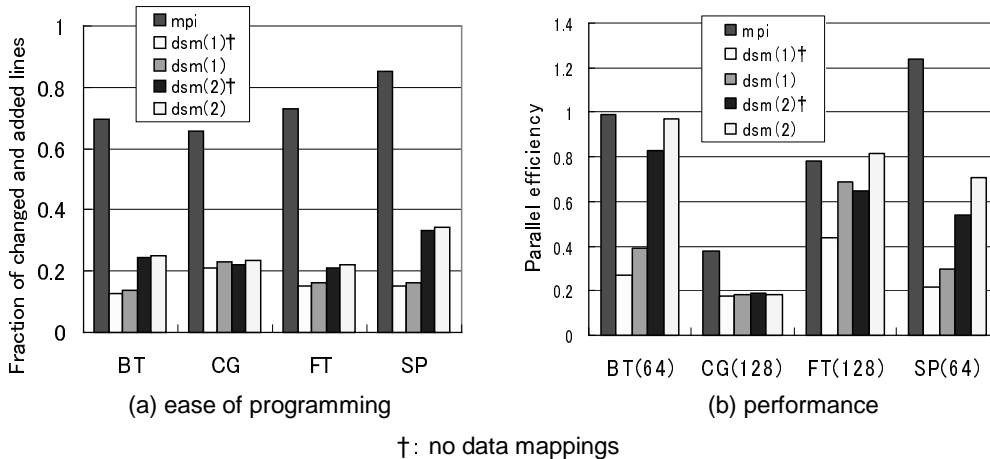 Fraction of changed and added lines
1
0.8
0.6
0.4
0.2
0
mpi
dsm(1)†
dsm(1)
dsm(2)†
dsm(2)
BT
CG
FT
SP
(a) ease of programming
Parallel efficiency
1.4
1.2
1
0.8
0.6
0.4
0.2
0
mpi
dsm(1)†
dsm(1)
dsm(2)†
dsm(2)
BT(64)
CG(128)
FT(128)
SP(64)
(b) performance
†: no data mappings